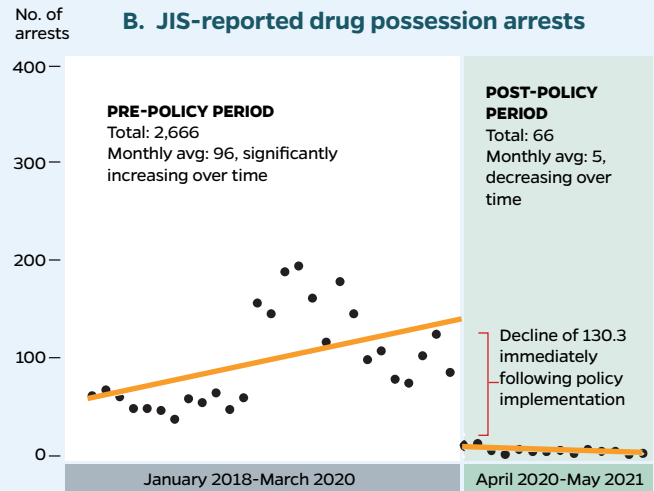 No. of
arrests
B. JIS-reported drug possession arrests
400
300
200
100
0
PRE-POLICY PERIOD
Total: 2,666
Monthly avg: 96, significantly
increasing over time
POST-POLICY
PERIOD
Total: 66
Monthly avg: 5,
decreasing over
time
Decline of 130.3
immediately
following policy
implementation
January 2018-March 2020
April 2020-May 2021